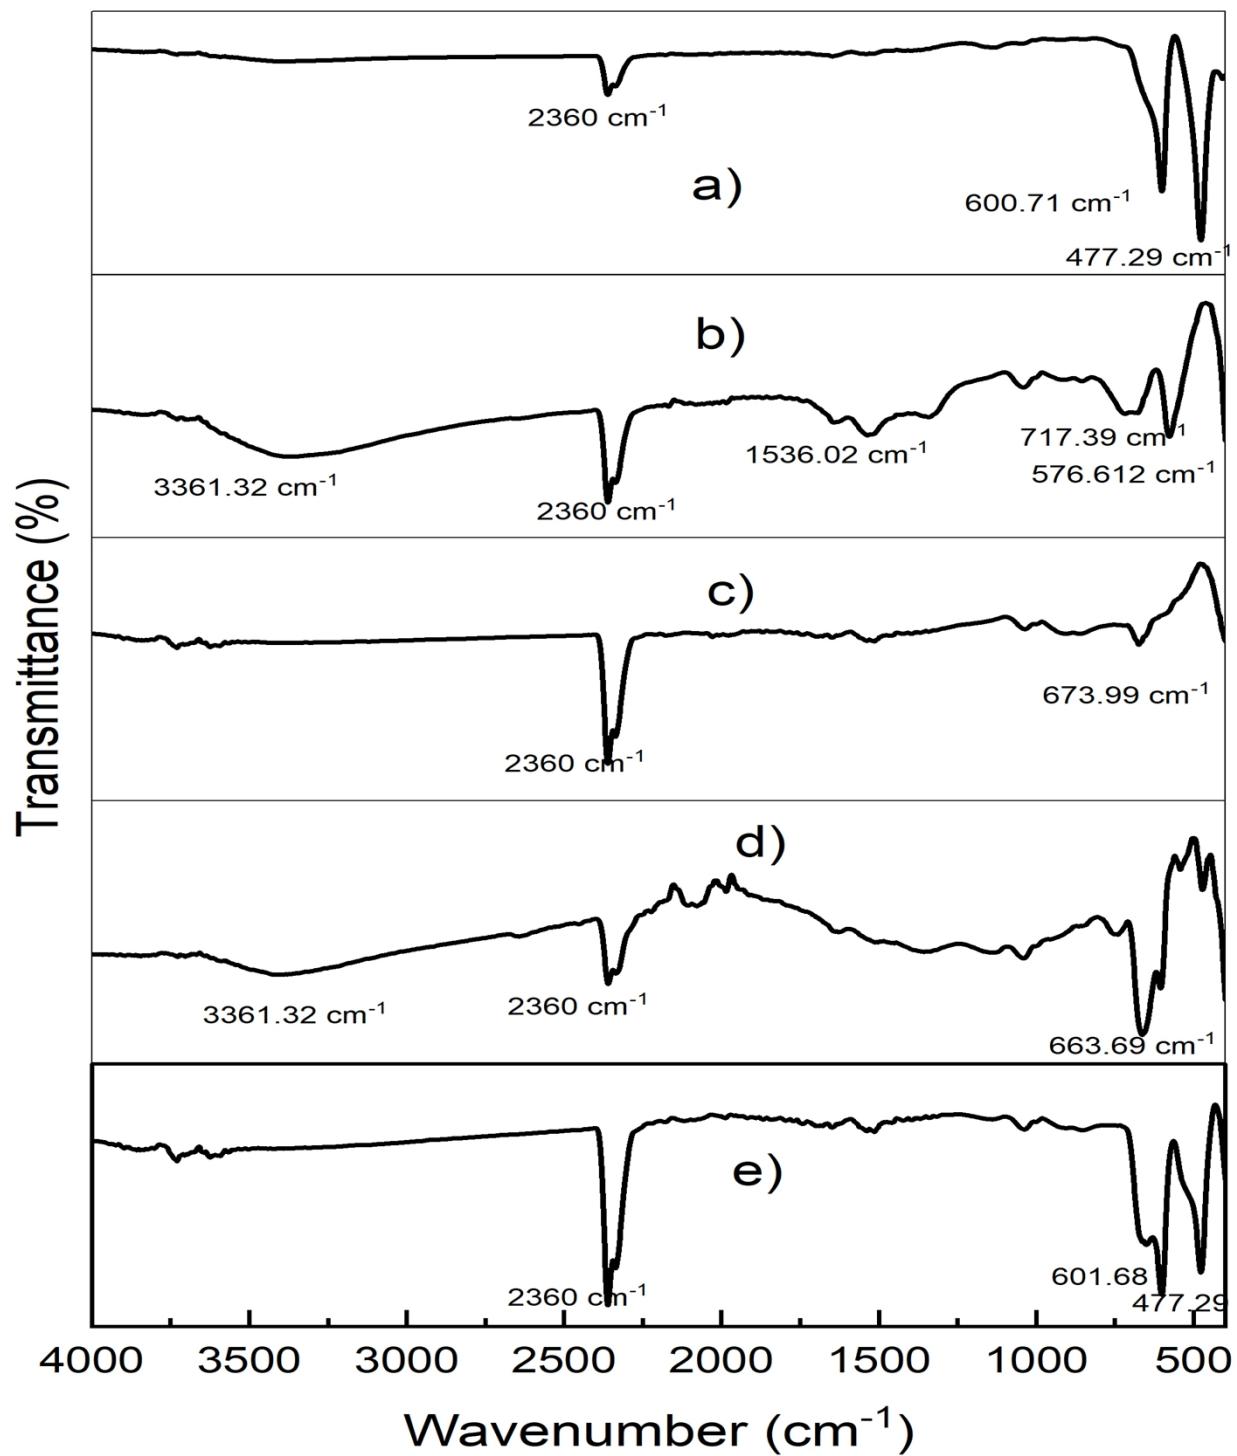 Transmittance (%)
2360 cm⁻¹
a)
600.71 cm⁻¹
477.29 cm⁻¹
b)
3361.32 cm⁻¹
2360 cm⁻¹
1536.02 cm⁻¹
717.39 cm⁻¹
576.612 cm⁻¹
c)
2360 cm⁻¹
673.99 cm⁻¹
d)
3361.32 cm⁻¹
2360 cm⁻¹
663.69 cm⁻¹
e)
2360 cm⁻¹
601.68
477.29
4000 3500 3000 2500 2000 1500 1000 500
Wavenumber (cm⁻¹)